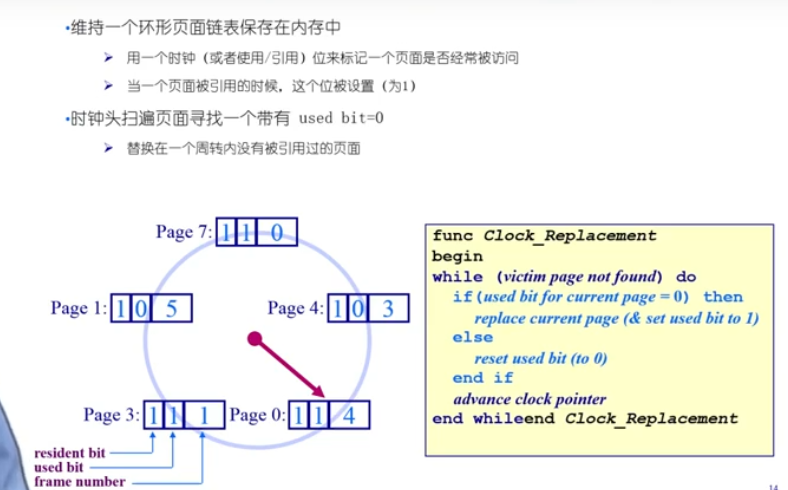 •维持一个环形页面链表保存在内存中
➢ 用一个时钟（或者使用/引用）位来标记一个页面是否经常被访问
➢ 当一个页面被引用的时候，这个位被设置（为1）
•时钟头扫遍页面寻找一个带有 used bit=0
➢ 替换在一个周转内没有被引用过的页面
Page 7: 1 1 0
Page 1: 1 0 5
Page 4: 1 0 3
Page 3: 1 1 1
Page 0: 1 1 4
resident bit
used bit
frame number
func Clock_Replacement
begin
while (victim page not found) do
if(used bit for current page = 0) then
replace current page (& set used bit to 1)
else
reset used bit (to 0)
end if
advance clock pointer
end whileend Clock_Replacement
14